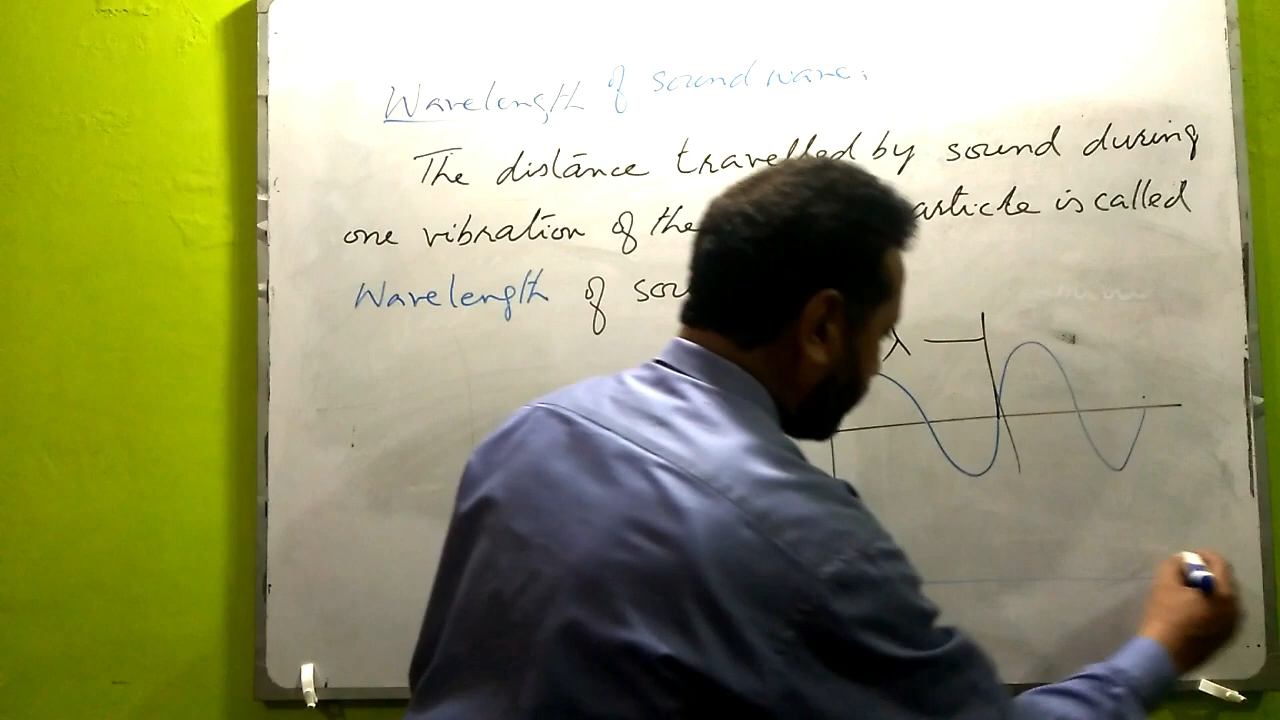 Wavelength of sound wave.
The distance travelled by sound during
one vibration of the article is called
Wavelength of sou
λ